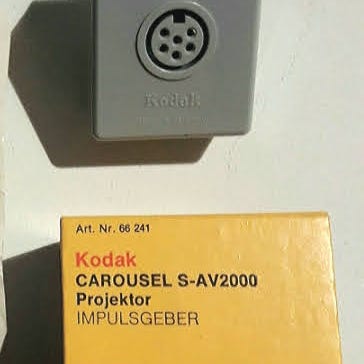 Kodak
Art. Nr. 66 241
Kodak
CAROUSEL S-AV2000
Projektor
IMPULSGEBER